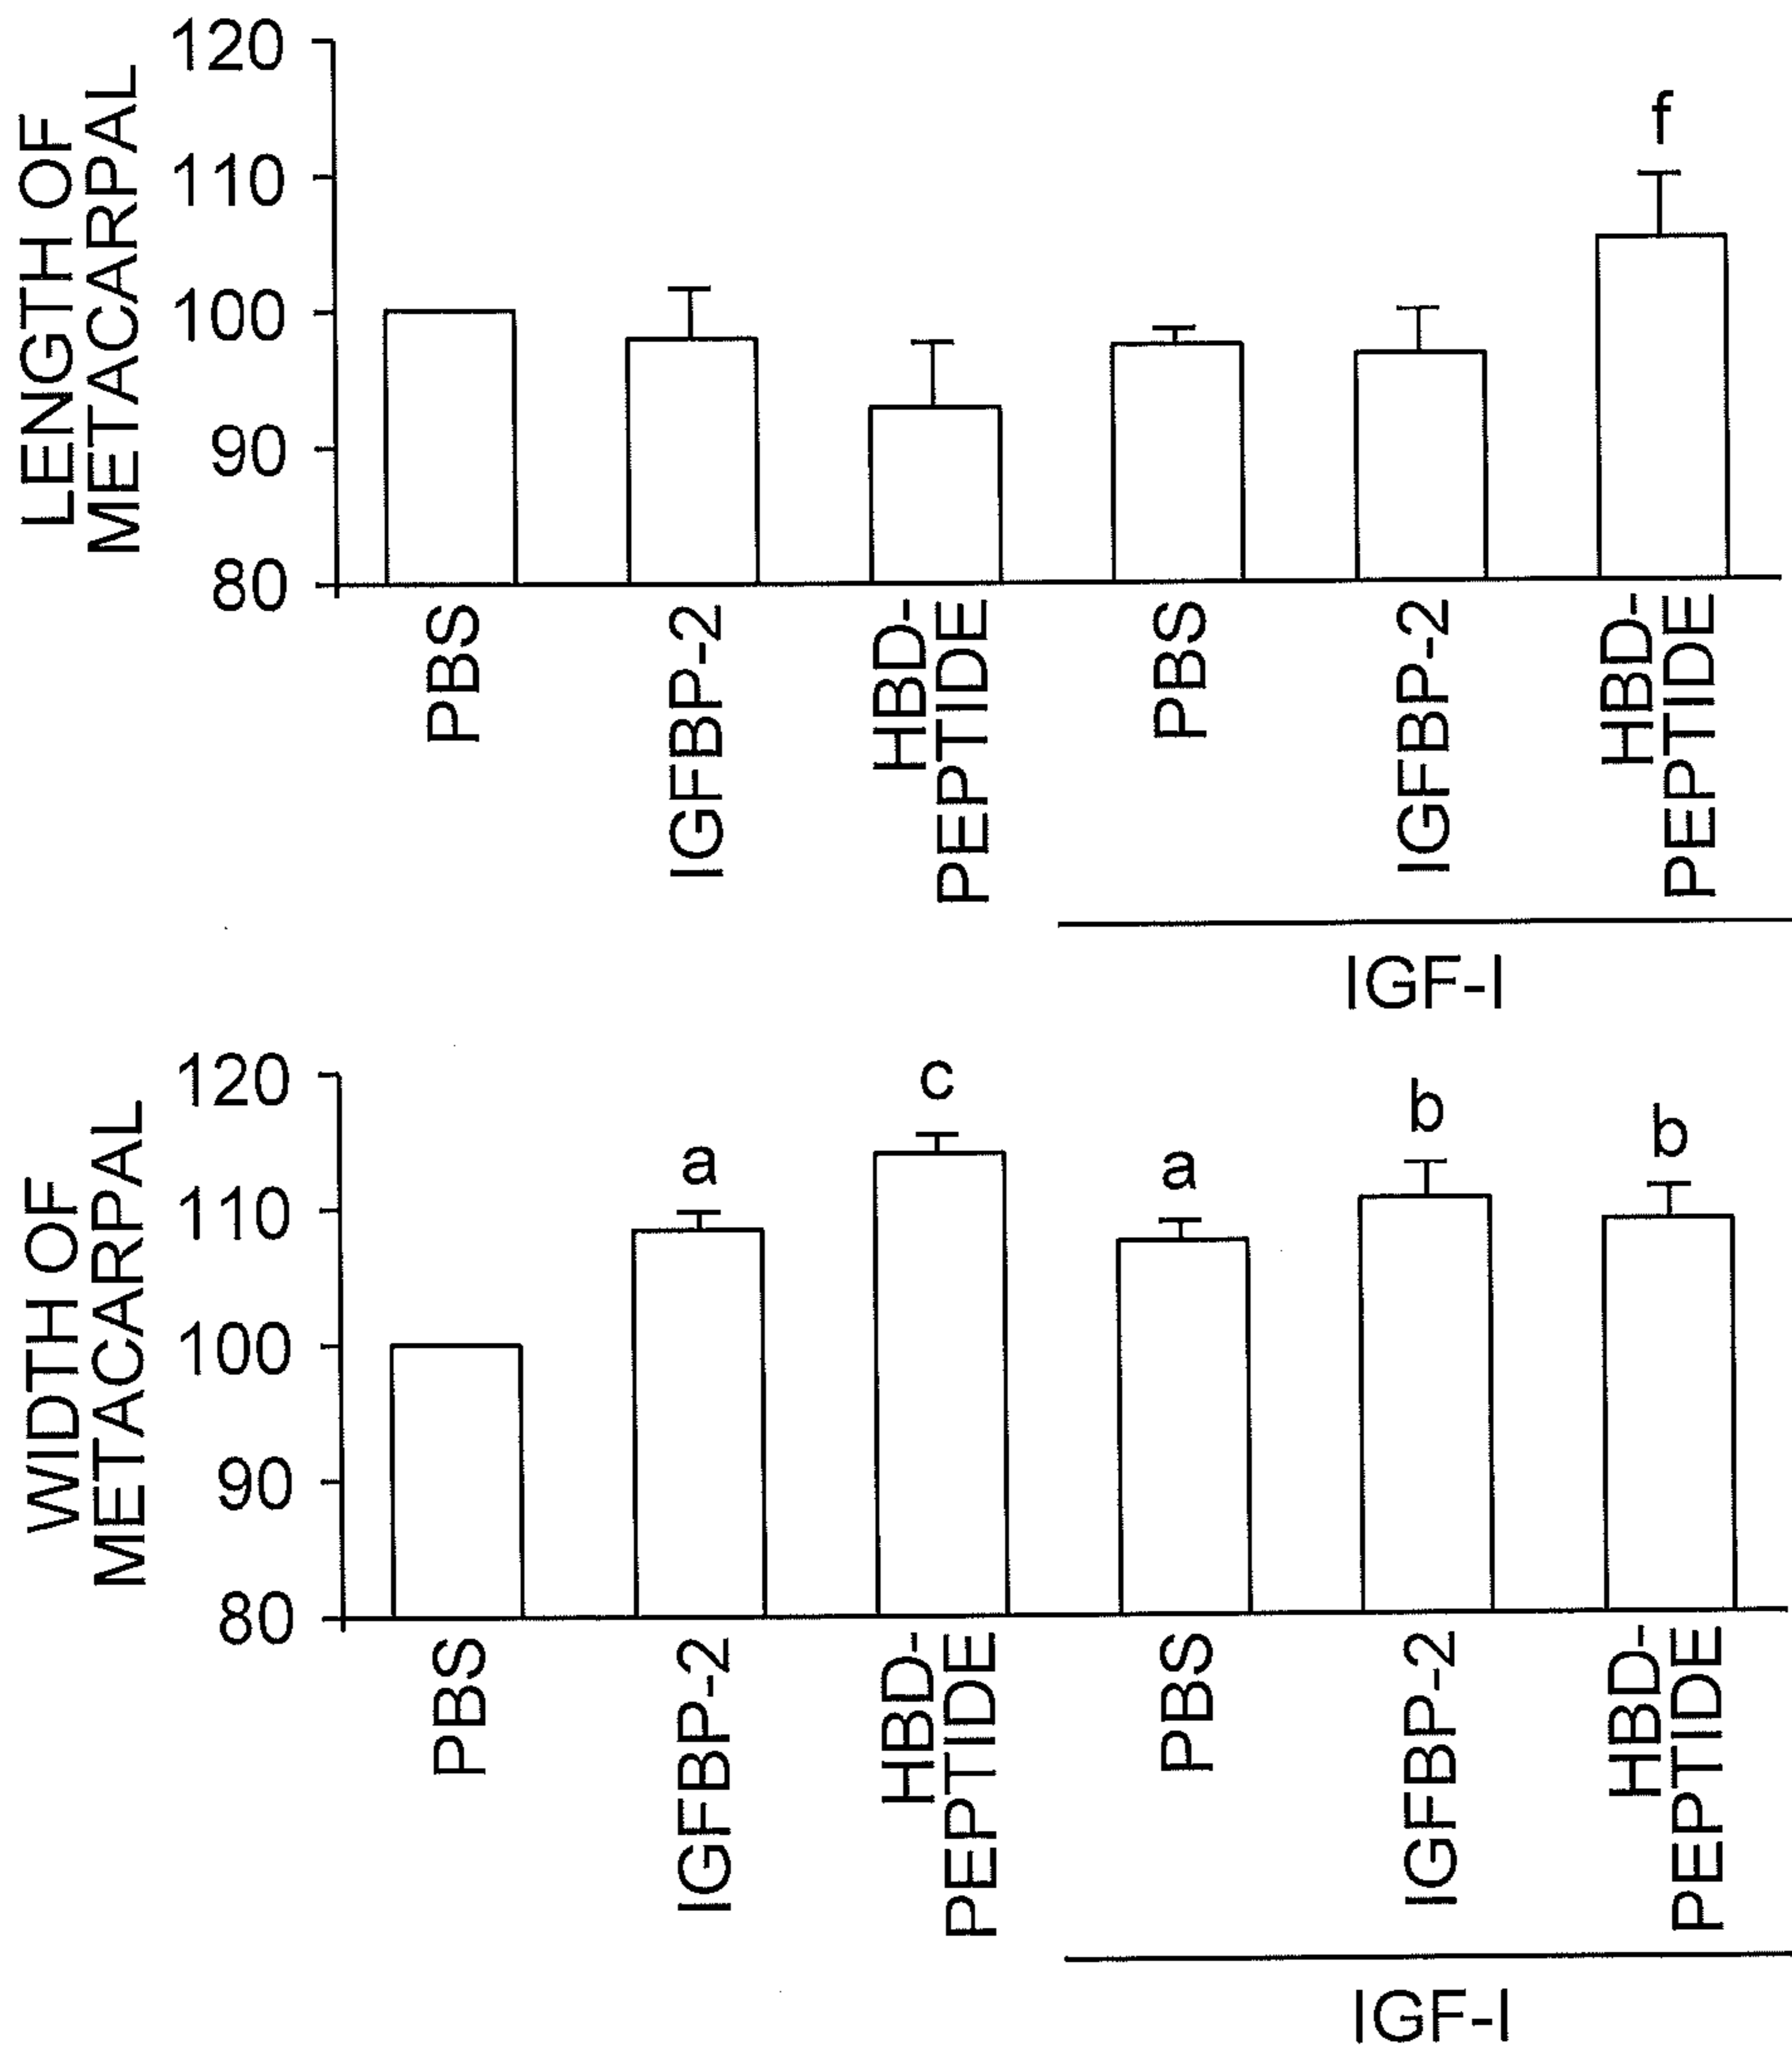 LENGTH OF
METACARPAL
120
110
100
90
80
f
PBS
IGFBP-2
HBD-
PEPTIDE
PBS
IGFBP-2
HBD-
PEPTIDE
IGF-I
WIDTH OF
METACARPAL
120
110
100
90
80
a
c
a
b
b
PBS
IGFBP-2
HBD-
PEPTIDE
PBS
IGFBP-2
HBD-
PEPTIDE
IGF-I